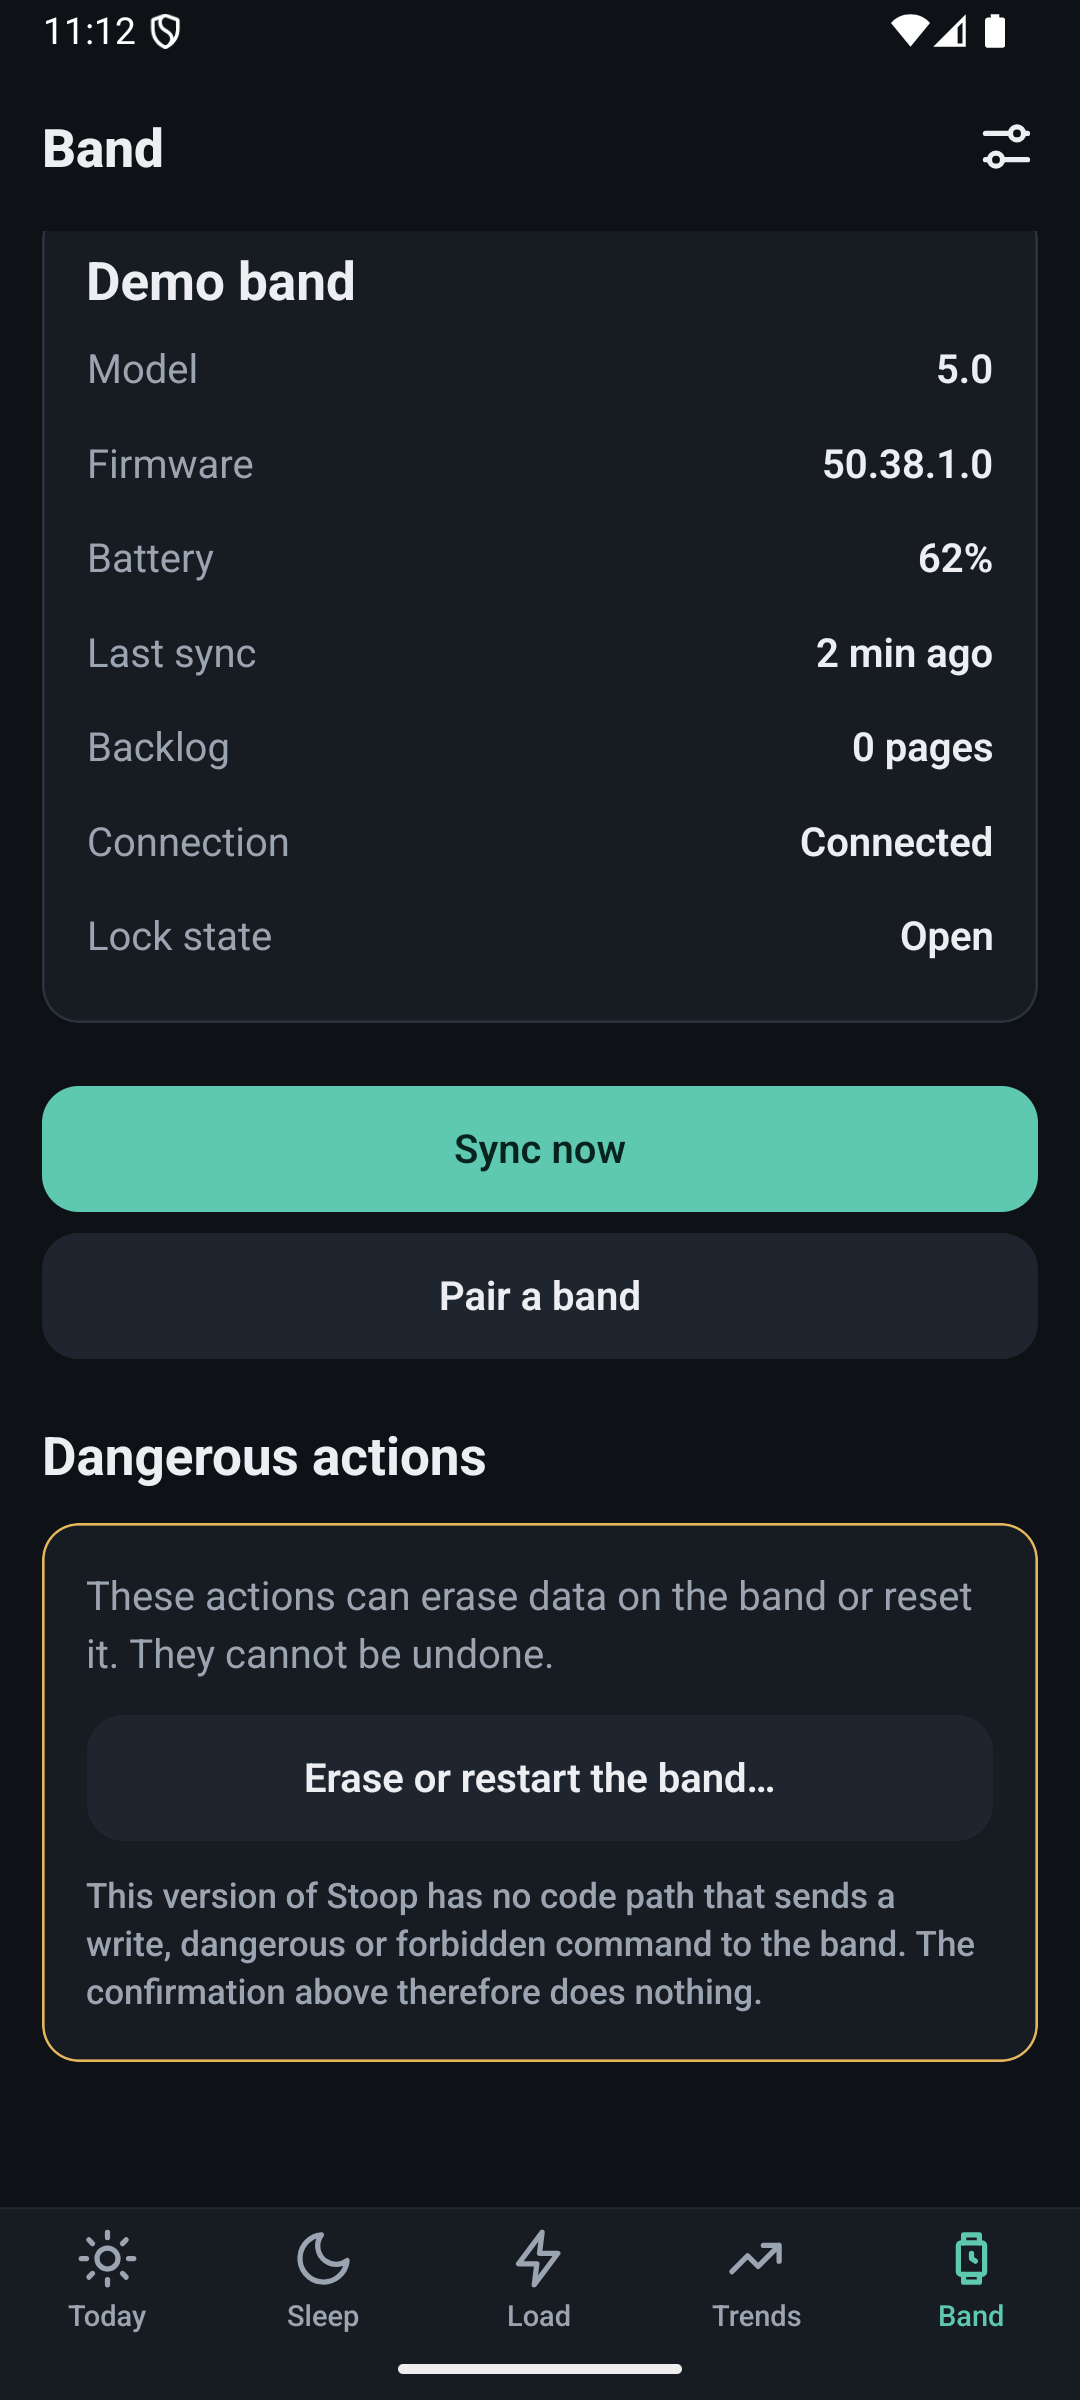 11:12
Band
Demo band
Model 5.0
Firmware 50.38.1.0
Battery 62%
Last sync 2 min ago
Backlog 0 pages
Connection Connected
Lock state Open
Sync now
Pair a band
Dangerous actions
These actions can erase data on the band or reset
it. They cannot be undone.
Erase or restart the band…
This version of Stoop has no code path that sends a
write, dangerous or forbidden command to the band. The
confirmation above therefore does nothing.
Today Sleep Load Trends Band